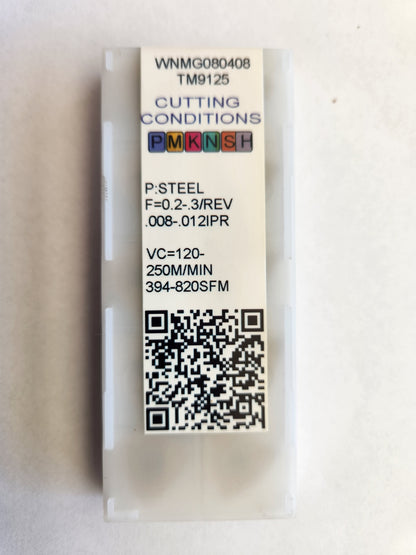 WNMG080408
TM9125
CUTTING
CONDITIONS
PMKNSH
P:STEEL
F=0.2-.3/REV
.008-.012IPR
VC=120-
250M/MIN
394-820SFM